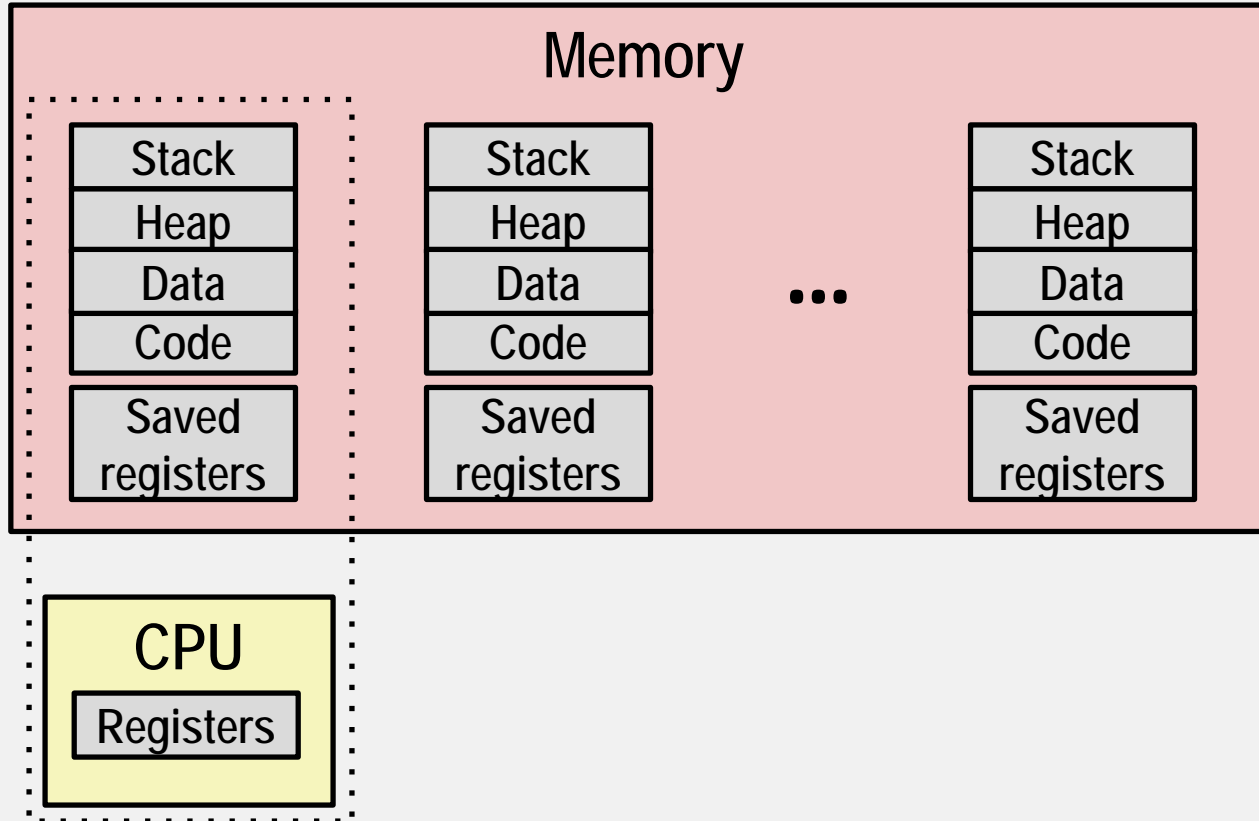 Memory
Stack
Heap
Data
Code
Saved
registers
Stack
Heap
Data
Code
Saved
registers
...
Stack
Heap
Data
Code
Saved
registers
CPU
Registers